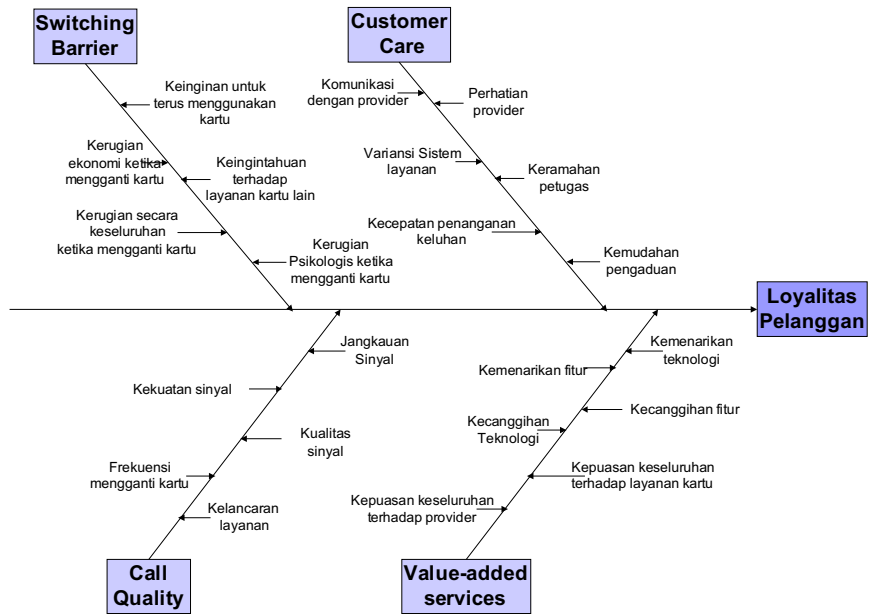 Switching
Barrier
Customer
Care
Keinginan untuk
terus menggunakan
kartu
Kerugian
ekonomi ketika
mengganti kartu
Keingintahuan
terhadap
layanan kartu lain
Kerugian secara
keseluruhan
ketika mengganti kartu
Kerugian
Psikologis ketika
mengganti kartu
Komunikasi
dengan provider
Perhatian
provider
Variansi Sistem
layanan
Keramahan
petugas
Kecepatan penanganan
keluhan
Kemudahan
pengaduan
Loyalitas
Pelanggan
Jangkauan
Sinyal
Kekuatan sinyal
Kualitas
sinyal
Frekuensi
mengganti kartu
Kelancaran
layanan
Kemenarikan
teknologi
Kemenarikan fitur
Kecanggihan fitur
Kecanggihan
Teknologi
Kepuasan keseluruhan
terhadap layanan kartu
Kepuasan keseluruhan
terhadap provider
Call
Quality
Value-added
services